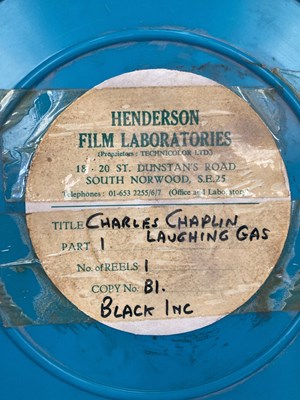 HENDERSON
FILM LABORATORIES
(Proprietors: TECHNICOLOR LTD.)
18 - 20 ST. DUNSTAN'S ROAD
SOUTH NORWOOD, S.E.25
Telephones: 01-653 2255/6/7 (Office and Laboratory)
TITLE CHARLES CHAPLIN
PART 1 LAUGHING GAS
No. of REELS 1
COPY No. B1.
BLACK INC